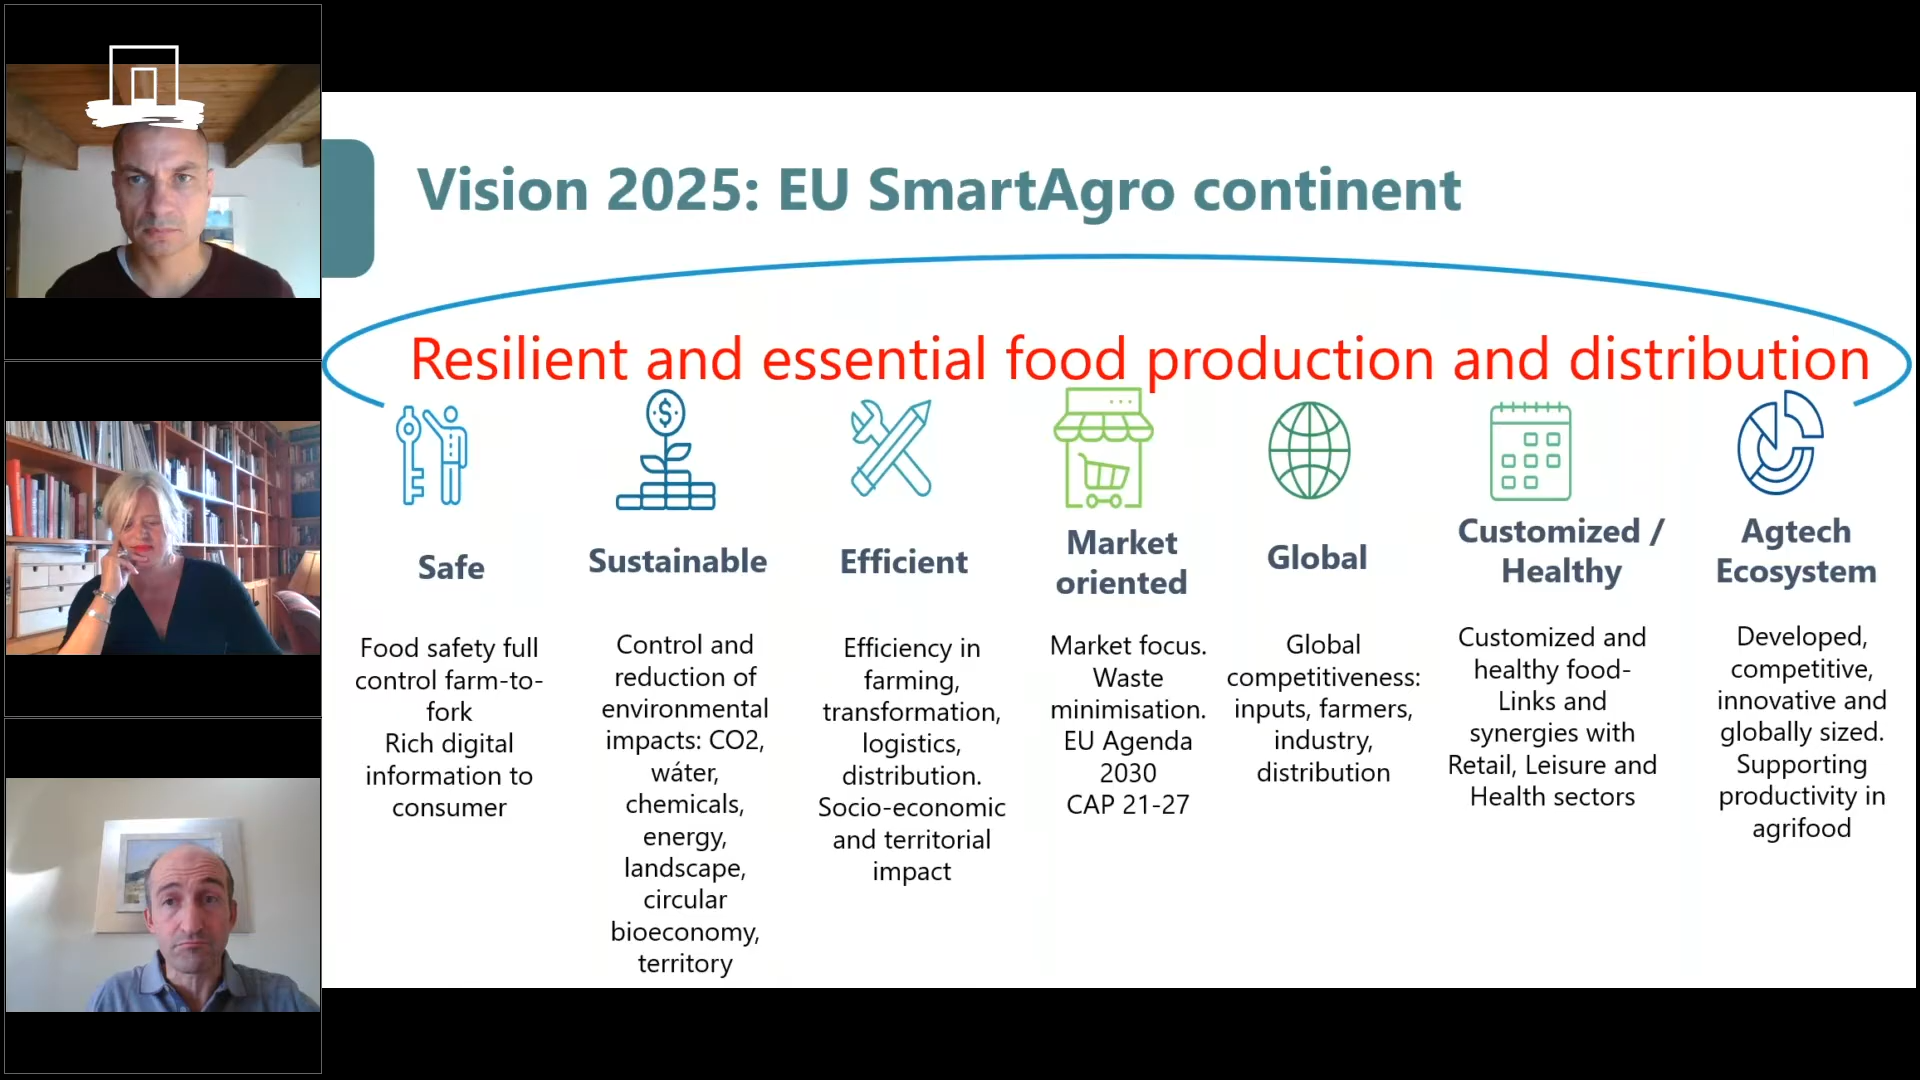 Vision 2025: EU SmartAgro continent
Resilient and essential food production and distribution
Safe
Food safety full
control farm-to-
fork
Rich digital
information to
consumer
Sustainable
Control and
reduction of
environmental
impacts: CO2,
wáter,
chemicals,
energy,
landscape,
circular
bioeconomy,
territory
Efficient
Efficiency in
farming,
transformation,
logistics,
distribution.
Socio-economic
and territorial
impact
Market
oriented
Market focus.
Waste
minimisation.
EU Agenda
2030
CAP 21-27
Global
Global
competitiveness:
inputs, farmers,
industry,
distribution
Customized /
Healthy
Customized and
healthy food-
Links and
synergies with
Retail, Leisure and
Health sectors
Agtech
Ecosystem
Developed,
competitive,
innovative and
globally sized.
Supporting
productivity in
agrifood